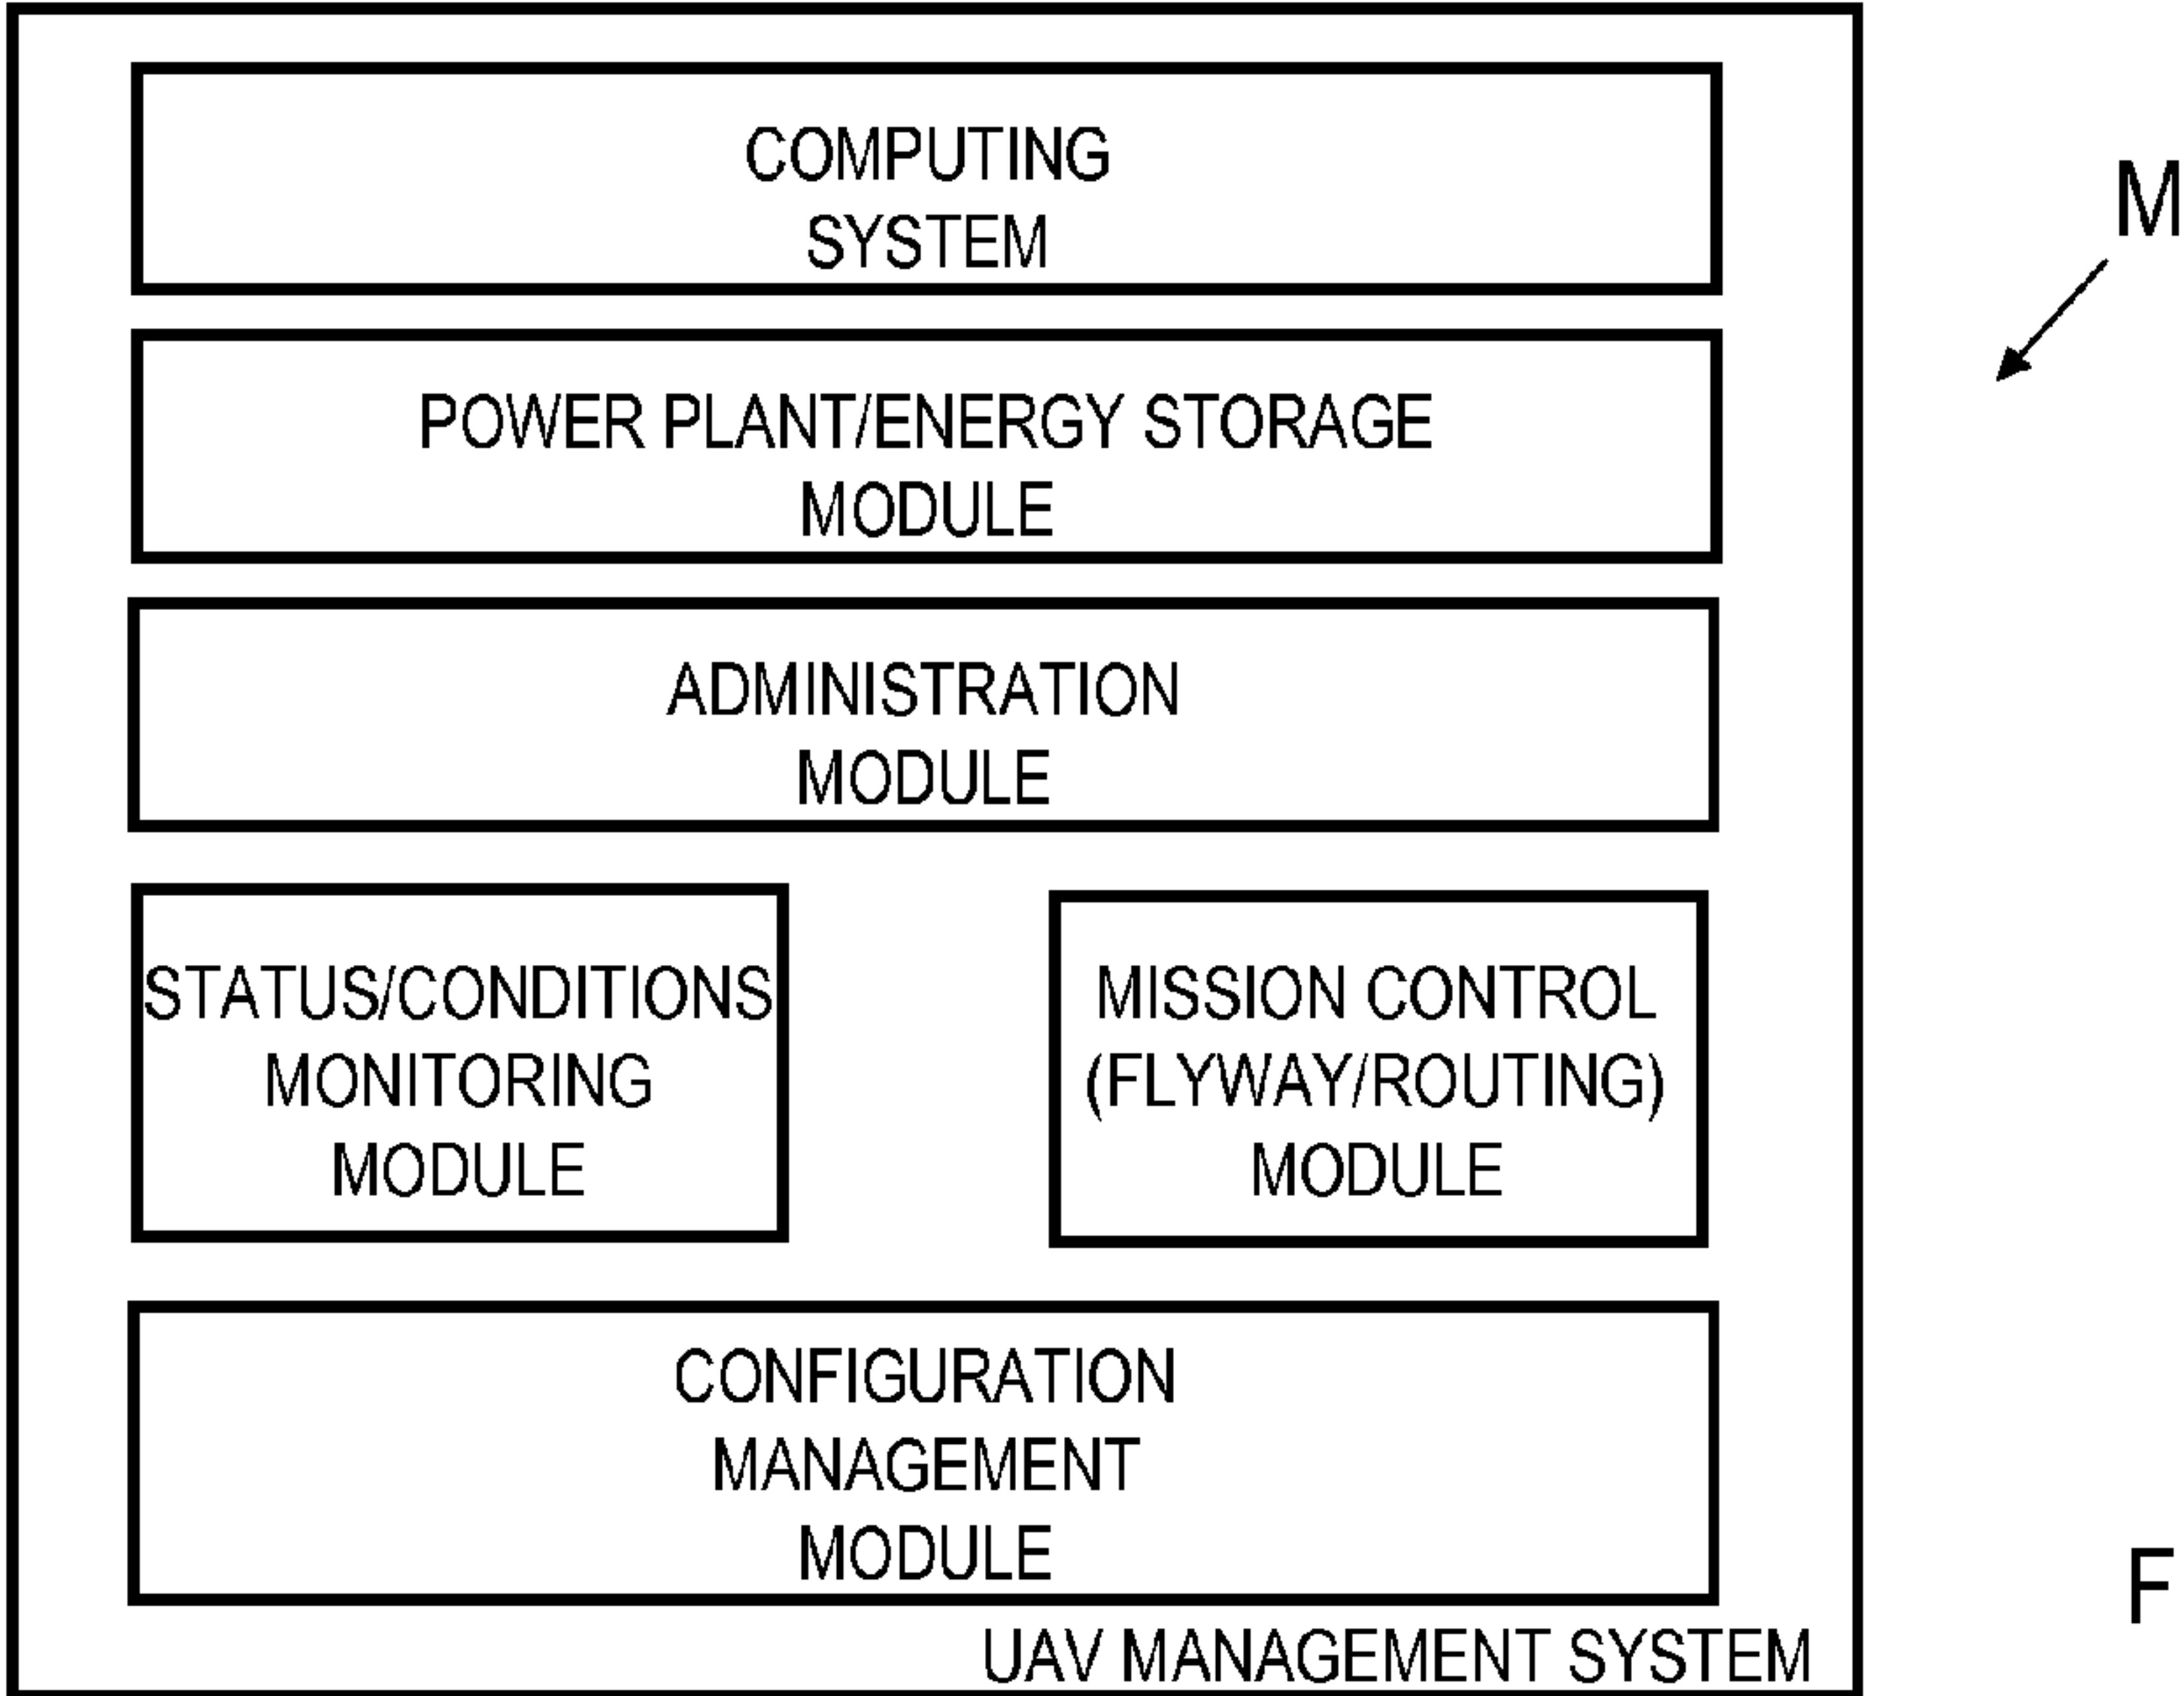 COMPUTING
SYSTEM
M
POWER PLANT/ENERGY STORAGE
MODULE
ADMINISTRATION
MODULE
STATUS/CONDITIONS
MONITORING
MODULE
MISSION CONTROL
(FLYWAY/ROUTING)
MODULE
CONFIGURATION
MANAGEMENT
MODULE
F
UAV MANAGEMENT SYSTEM